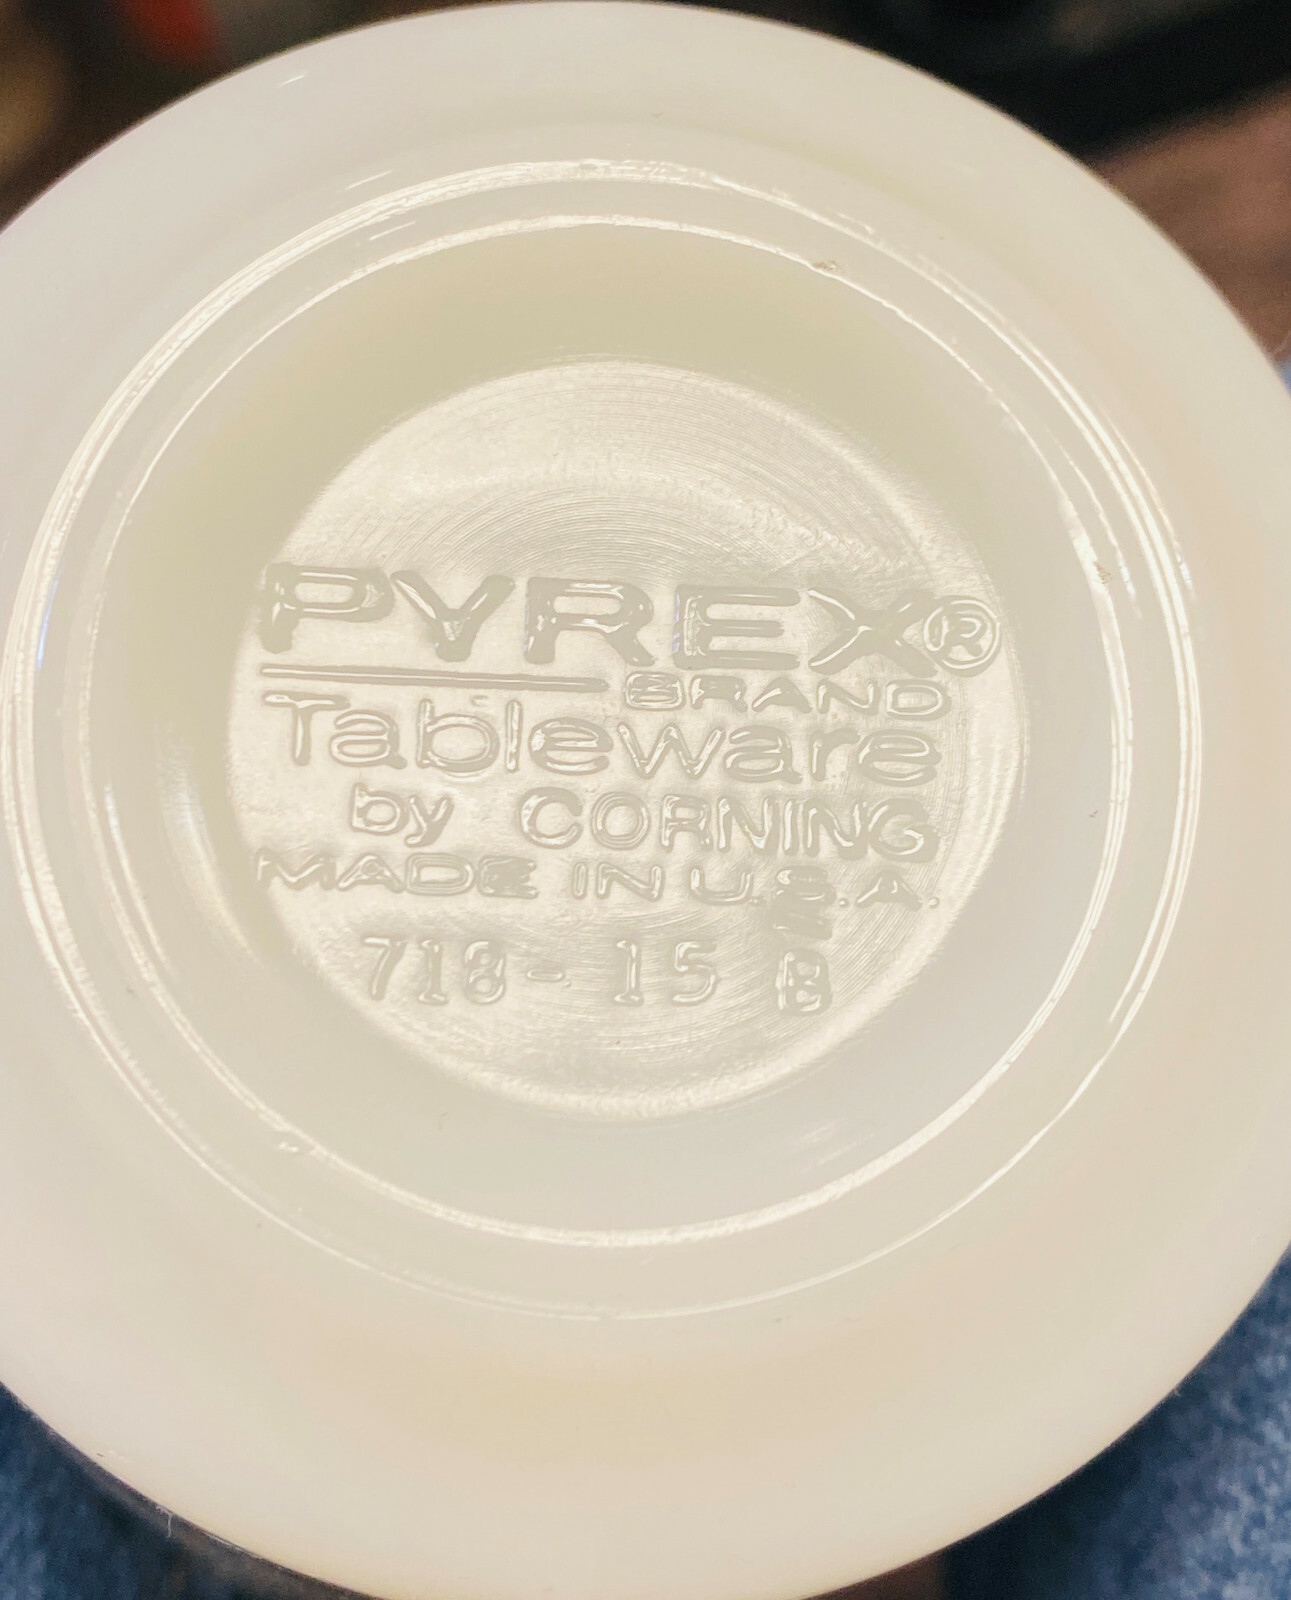 PYREX®
BRAND
Tableware
by CORNING
MADE IN U.S.A.
718-15 B